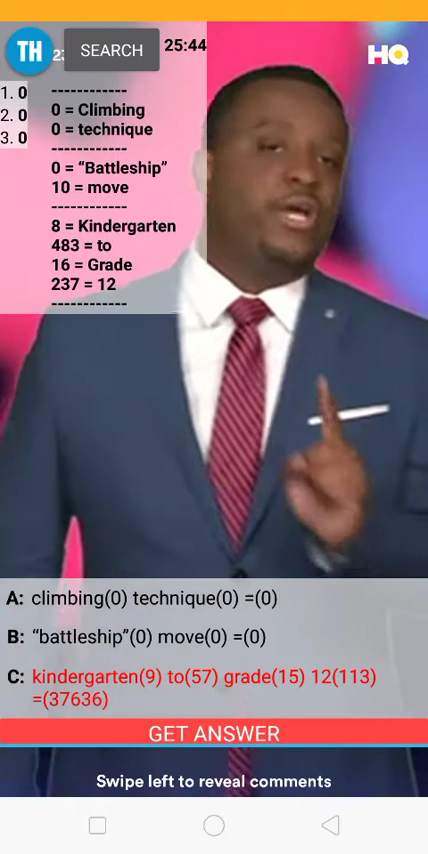 TH
SEARCH
25:44
HQ
1. 0
2. 0
3. 0
------------
0 = Climbing
0 = technique
------------
0 = “Battleship”
10 = move
------------
8 = Kindergarten
483 = to
16 = Grade
237 = 12
------------
A: climbing(0) technique(0) =(0)
B: “battleship”(0) move(0) =(0)
C: kindergarten(9) to(57) grade(15) 12(113)
=(37636)
GET ANSWER
Swipe left to reveal comments